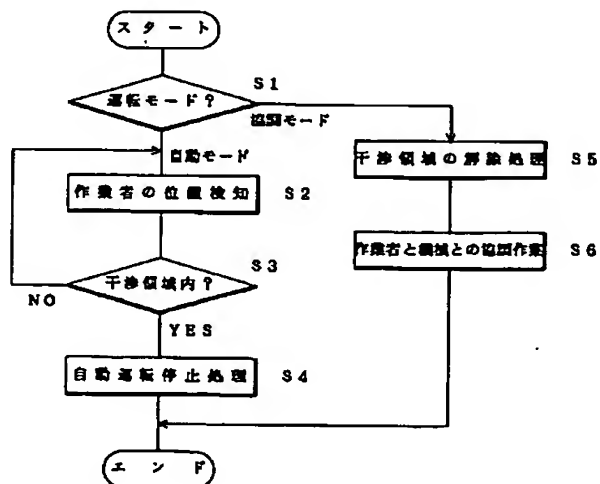 スタート
S1
運転モード?
協調モード
自動モード
作業者の位置検知
S2
干渉領域の解除処理
S5
作業者と機械との協調作業
S6
S3
干渉領域内?
NO
YES
自動運転停止処理
S4
エンド